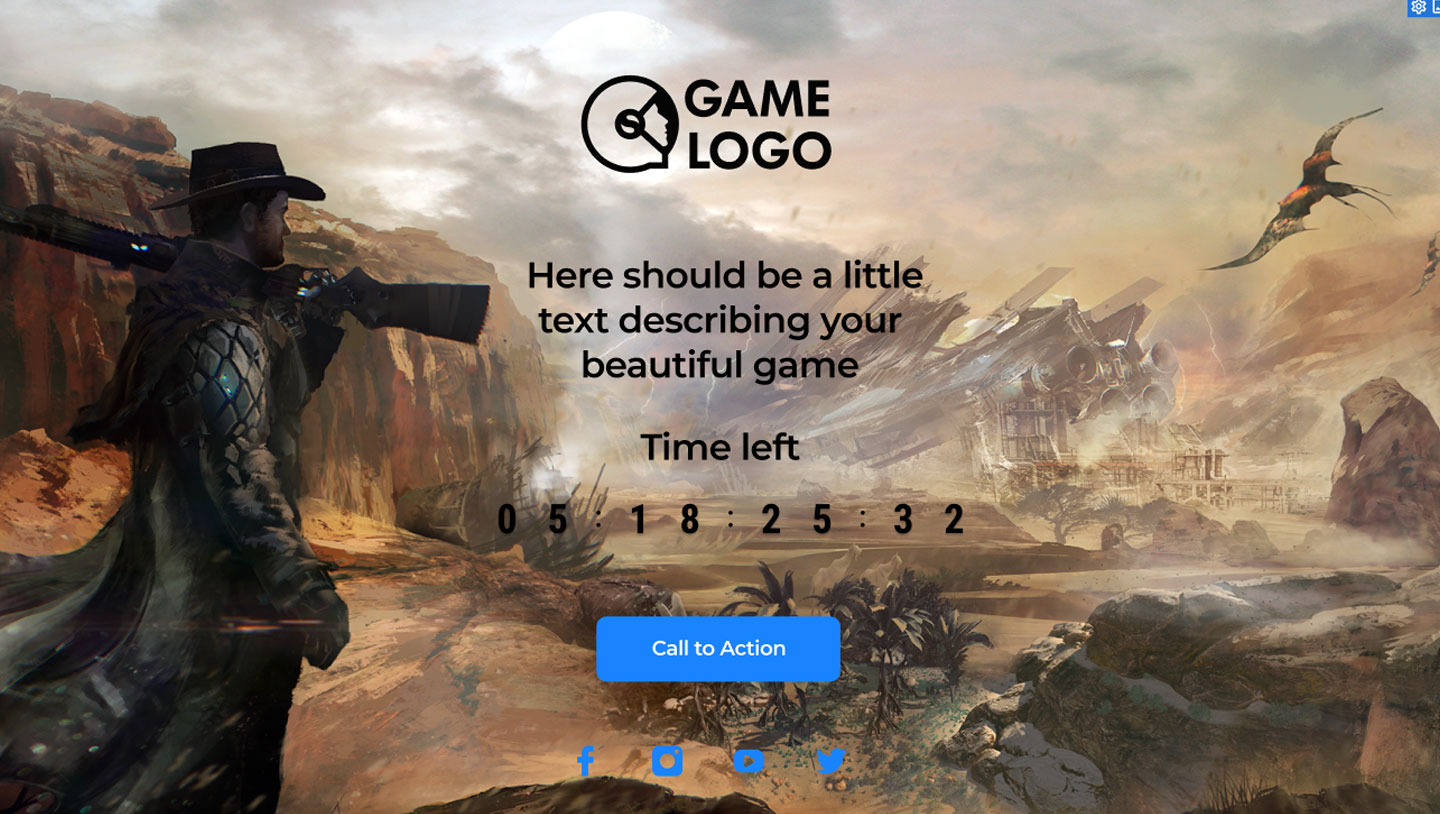 GAME
LOGO
Here should be a little
text describing your
beautiful game
Time left
05:18:25:32
Call to Action